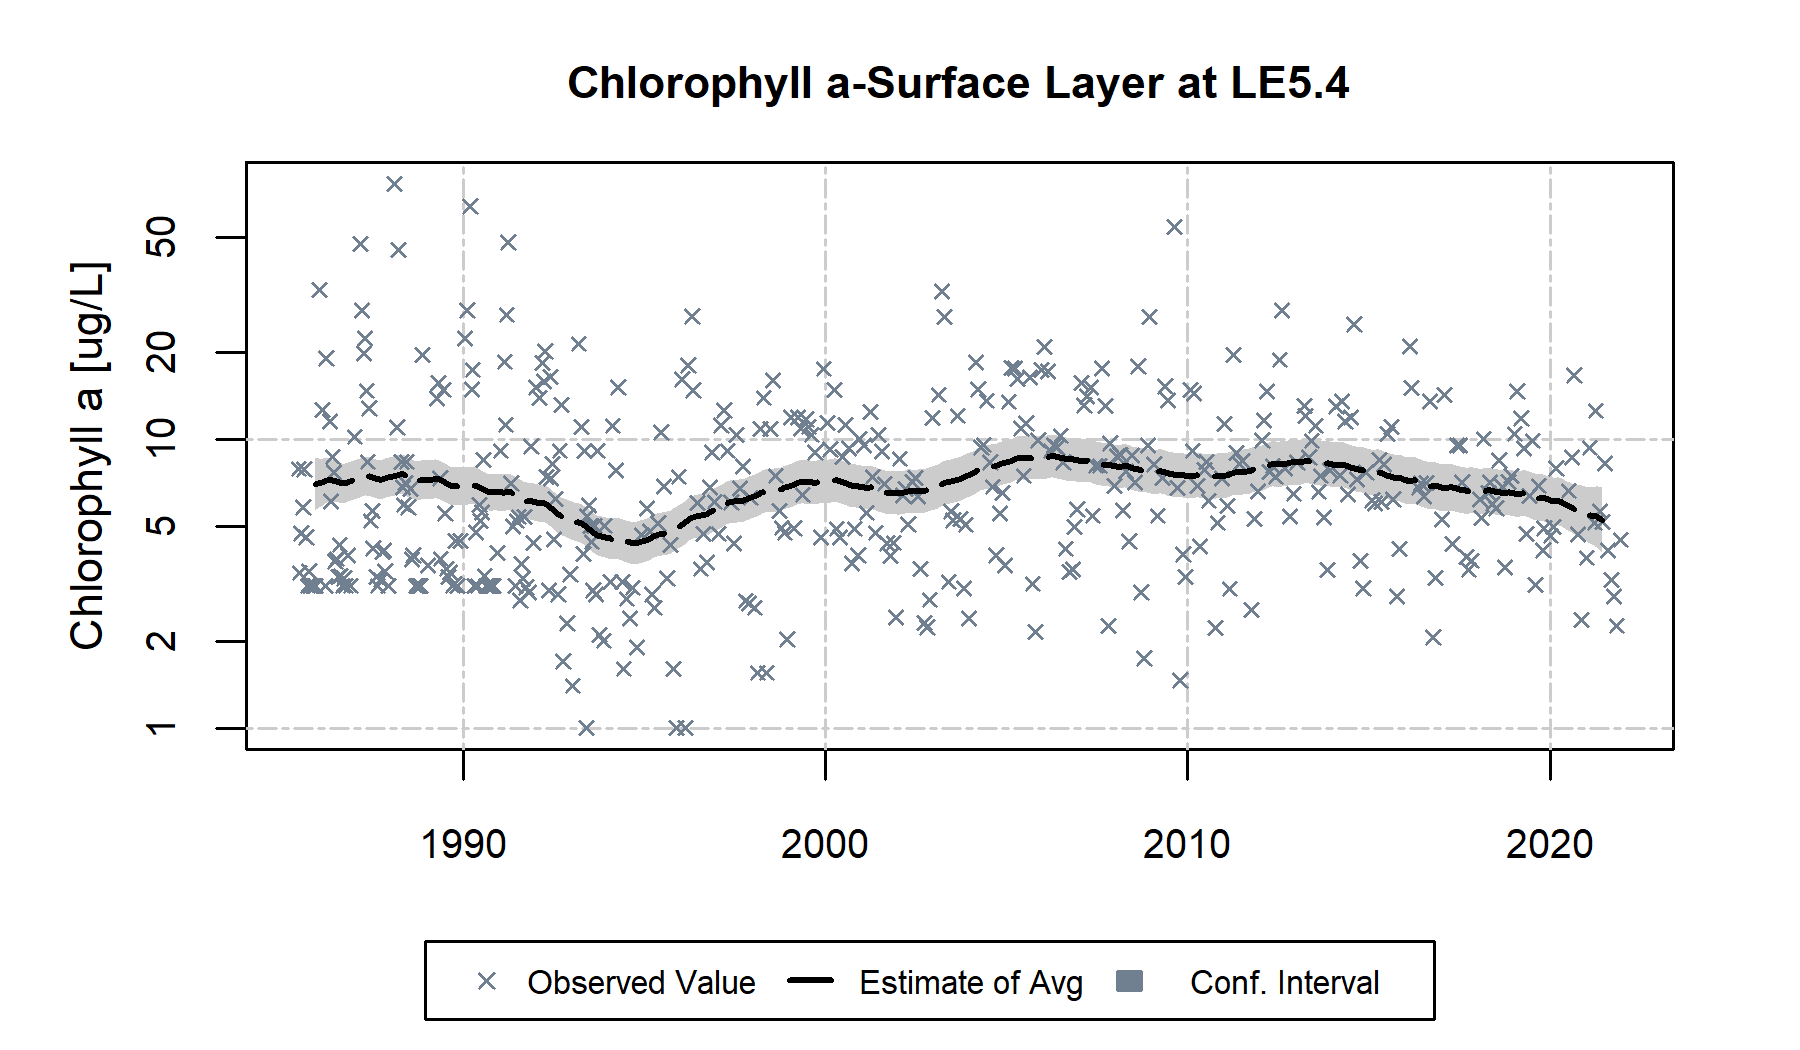 Chlorophyll a-Surface Layer at LE5.4
Chlorophyll a [ug/L]
50
20
10
5
2
1
1990 2000 2010 2020
Observed Value Estimate of Avg Conf. Interval